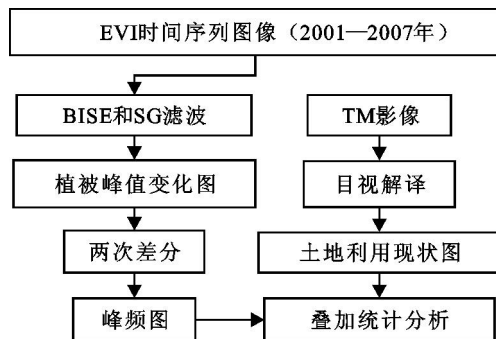 EVI时间序列图像（2001—2007年）
BISE和SG滤波
TM影像
植被峰值变化图
目视解译
两次差分
土地利用现状图
峰频图
叠加统计分析